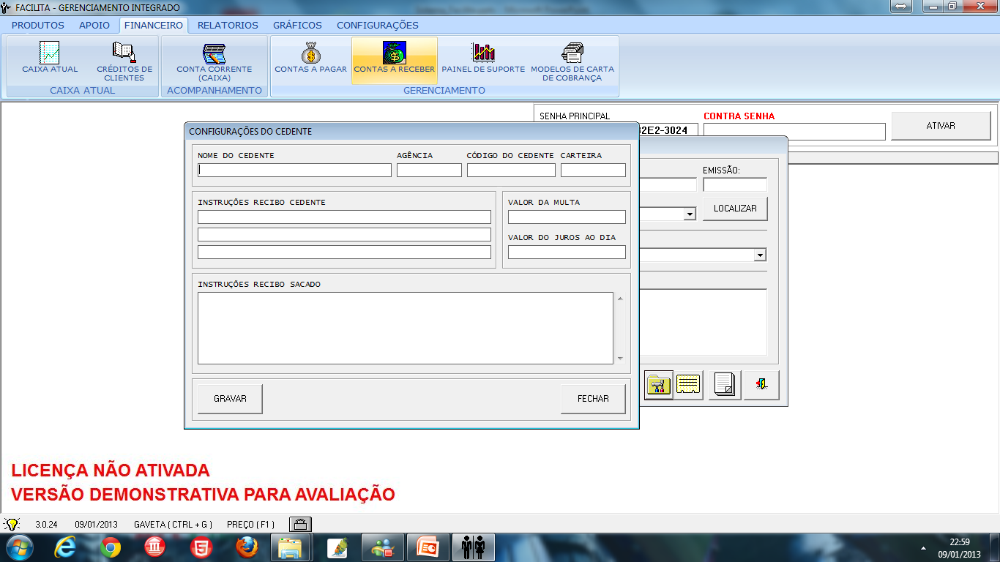 FACILITA - GERENCIAMENTO INTEGRADO
PRODUTOS APOIO FINANCEIRO RELATORIOS GRÁFICOS CONFIGURAÇÕES
CAIXA ATUAL
CRÉDITOS DE
CLIENTES
CONTA CORRENTE
(CAIXA)
CONTAS A PAGAR
CONTAS A RECEBER
PAINEL DE SUPORTE
MODELOS DE CARTA
DE COBRANÇA
CAIXA ATUAL ACOMPANHAMENTO GERENCIAMENTO
SENHA PRINCIPAL CONTRA SENHA
32E2-3024
ATIVAR
CONFIGURAÇÕES DO CEDENTE
NOME DO CEDENTE AGÊNCIA CÓDIGO DO CEDENTE CARTEIRA
EMISSÃO:
LOCALIZAR
INSTRUÇÕES RECIBO CEDENTE
VALOR DA MULTA
VALOR DO JUROS AO DIA
INSTRUÇÕES RECIBO SACADO
GRAVAR
FECHAR
LICENÇA NÃO ATIVADA
VERSÃO DEMONSTRATIVA PARA AVALIAÇÃO
3.0.24 09/01/2013 GAVETA ( CTRL + G ) PREÇO ( F1 )
22:59
09/01/2013